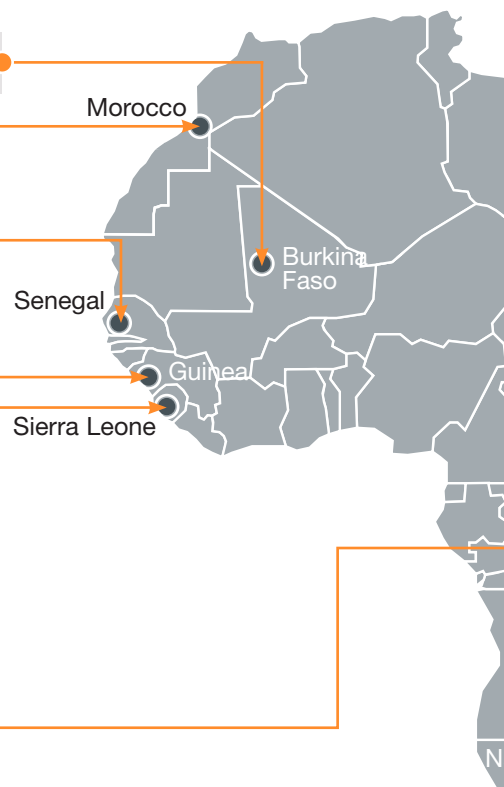 Morocco
Burkina
Faso
Senegal
Guinea
Sierra Leone
N